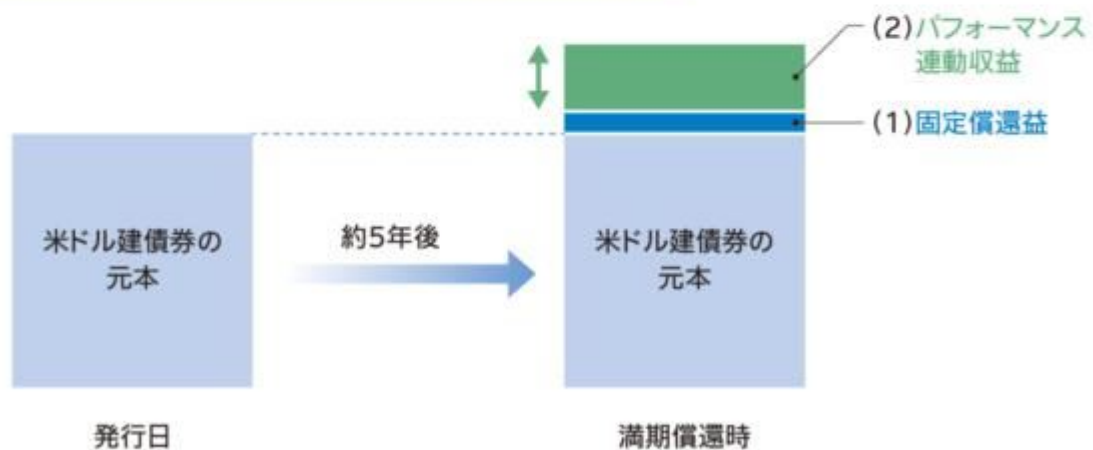 (2)パフォーマンス
連動収益
(1)固定償還益
米ドル建債券の
元本
約5年後
米ドル建債券の
元本
発行日
満期償還時